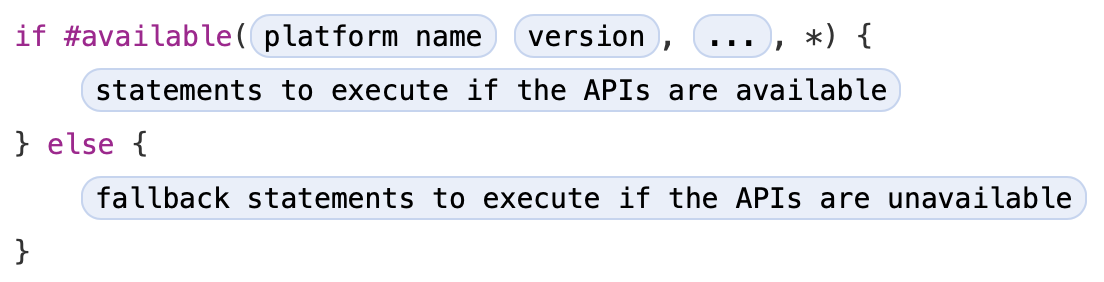 if #available(platform name version, ..., *) {
statements to execute if the APIs are available
} else {
fallback statements to execute if the APIs are unavailable
}